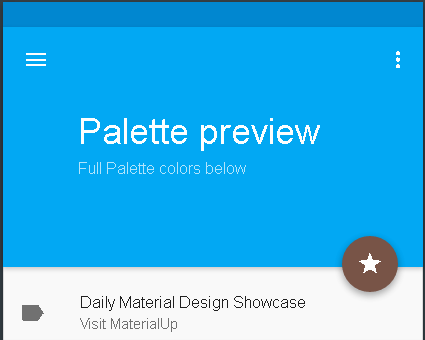 Palette preview
Full Palette colors below
Daily Material Design Showcase
Visit MaterialUp